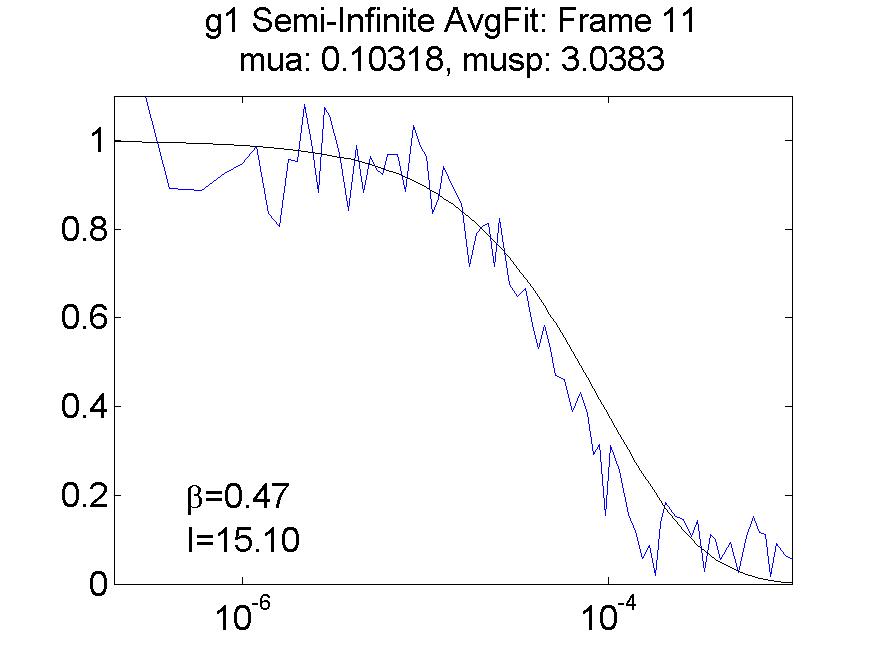 g1 Semi-Infinite AvgFit: Frame 11
mua: 0.10318, musp: 3.0383
1
0.8
0.6
0.4
0.2
0
β=0.47
I=15.10
10^-6
10^-4